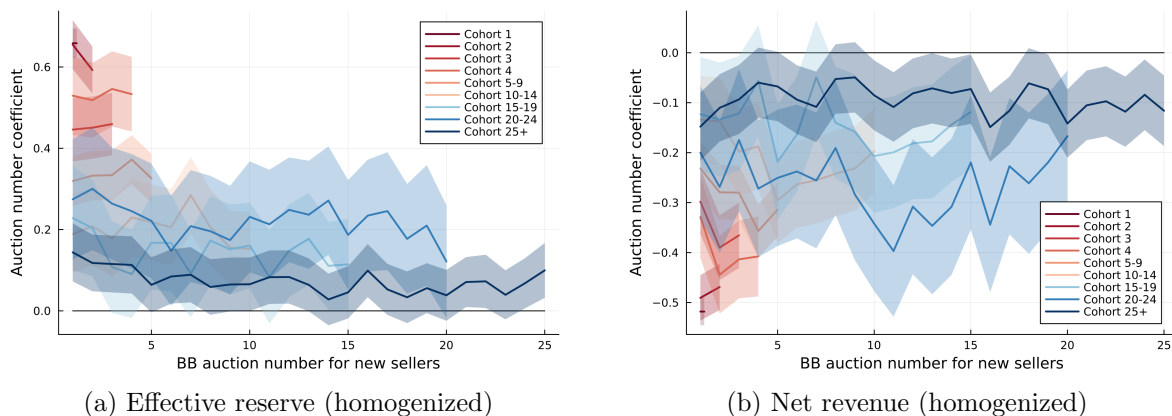 Auction number coefficient
0.6
0.4
0.2
0.0
5
10
15
20
25
BB auction number for new sellers
Cohort 1
Cohort 2
Cohort 3
Cohort 4
Cohort 5-9
Cohort 10-14
Cohort 15-19
Cohort 20-24
Cohort 25+
(a) Effective reserve (homogenized)
Auction number coefficient
0.0
−0.1
−0.2
−0.3
−0.4
−0.5
5
10
15
20
25
BB auction number for new sellers
Cohort 1
Cohort 2
Cohort 3
Cohort 4
Cohort 5-9
Cohort 10-14
Cohort 15-19
Cohort 20-24
Cohort 25+
(b) Net revenue (homogenized)